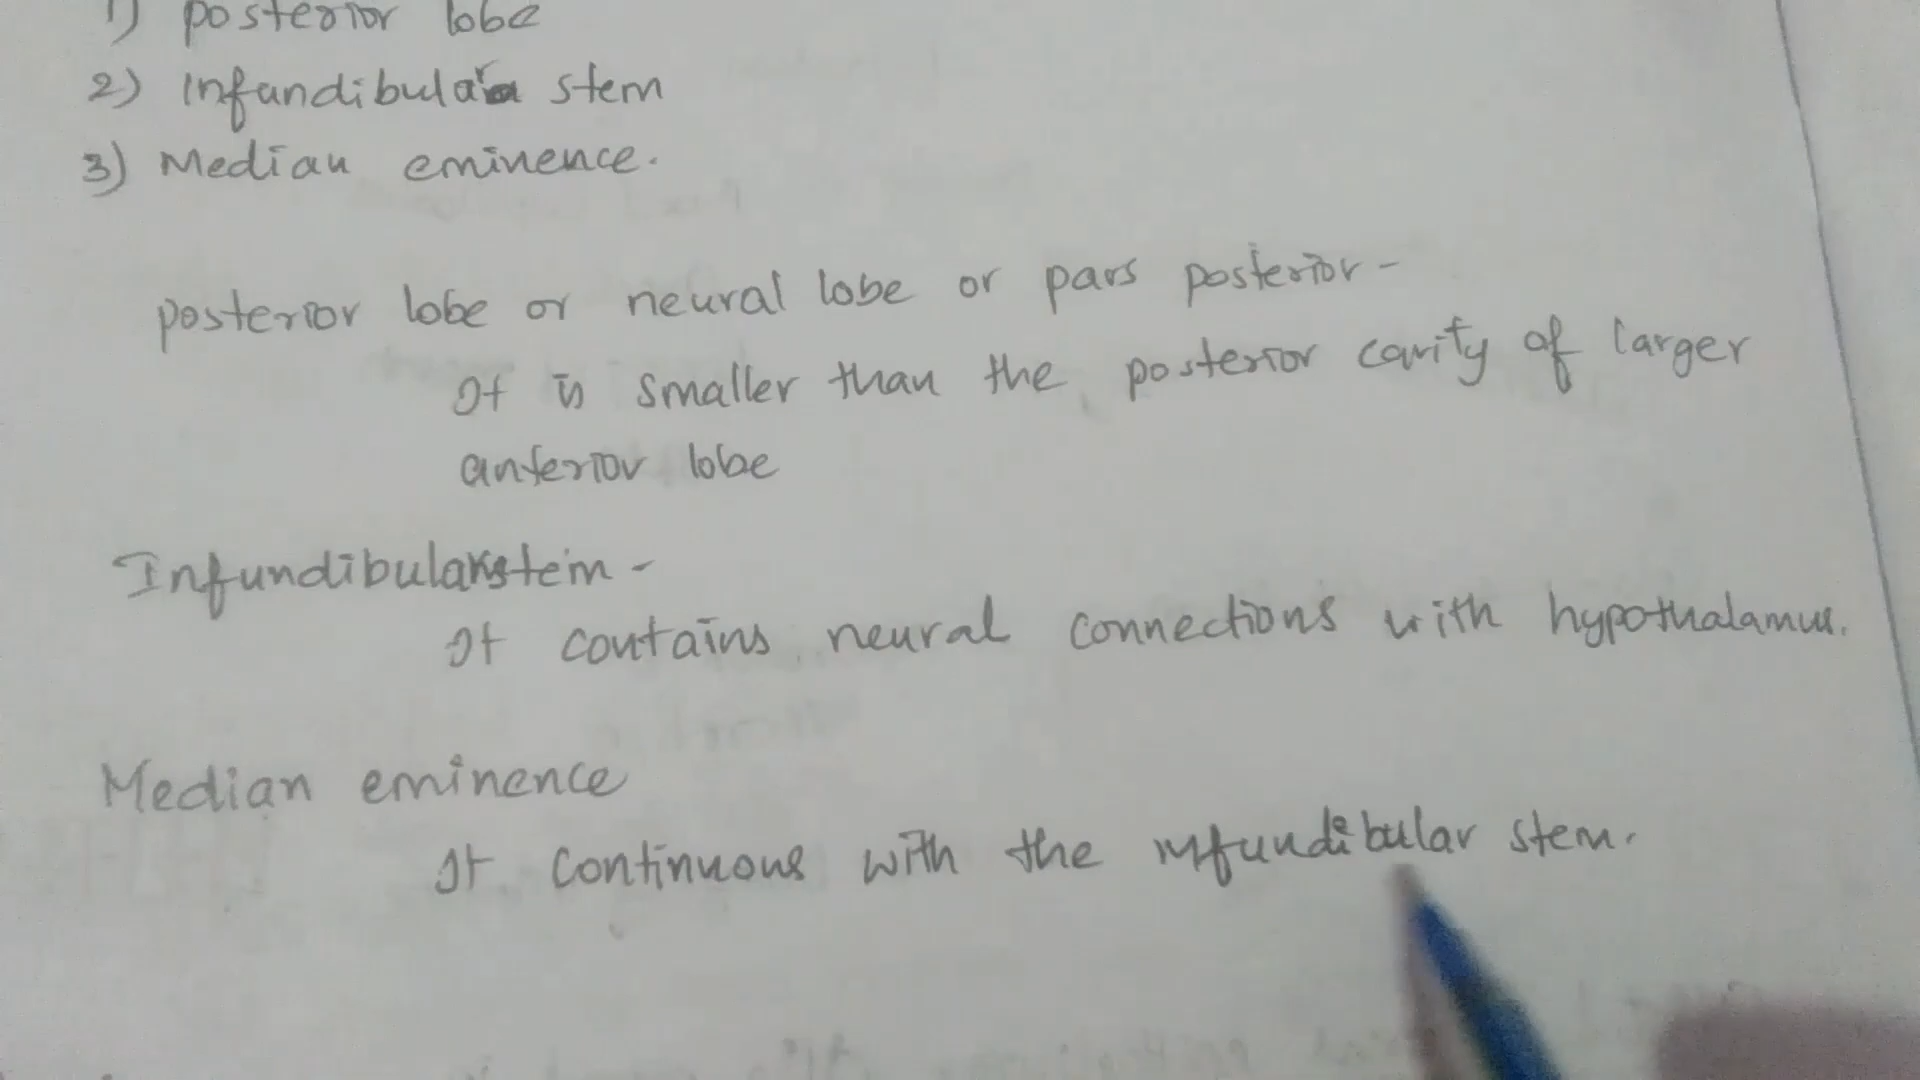 1) posterior lobe
2) Infandibular stem
3) Median eminence.
posterior lobe or neural lobe or pars posterior -
It is smaller than the posterior cavity of larger
anterior lobe
Infundibularstem -
It contains neural connections with hypothalamus.
Median eminence
It continuous with the infundibular stem.